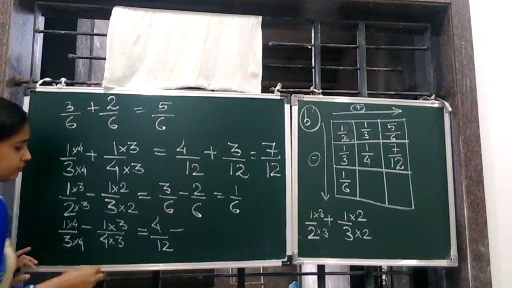 3/6 + 2/6 = 5/6
1×4/3×4 + 1×3/4×3 = 4/12 + 3/12 = 7/12
1×3/2×3 - 1×2/3×2 = 3/6 - 2/6 = 1/6
1×4/3×4 - 1×3/4×3 = 4/12 -
b) (+) →
(-) ↓
1/2 1/3 5/6
1/3 1/4 7/12
1/6
1×3/2×3 + 1×2/3×2